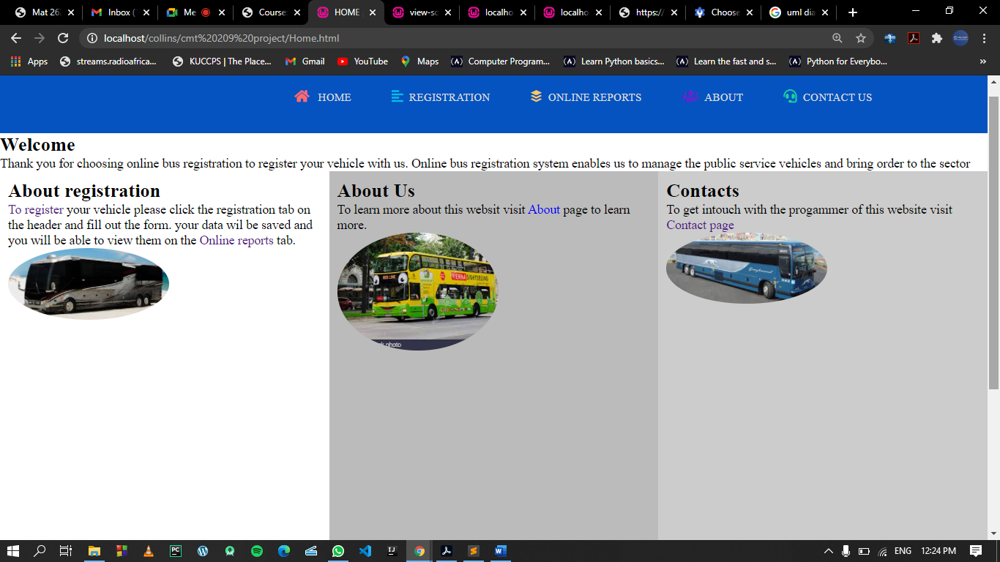 Mat 26
Inbox (
Me
Course
HOME
view-sc
localho
localho
https://
Choose
uml dia
localhost/collins/cmt%20209%20project/Home.html
Apps
streams.radioafrica...
KUCCPS | The Place...
Gmail
YouTube
Maps
Computer Program...
Learn Python basics...
Learn the fast and s...
Python for Everybo...
»
HOME
REGISTRATION
ONLINE REPORTS
ABOUT
CONTACT US
Welcome
Thank you for choosing online bus registration to register your vehicle with us. Online bus registration system enables us to manage the public service vehicles and bring order to the sector
About registration
To register your vehicle please click the registration tab on
the header and fill out the form. your data wil be saved and
you will be able to view them on the Online reports tab.
About Us
To learn more about this websit visit About page to learn
more.
RED LINE
VIENNA SIGHTSEEING
photo
Contacts
To get intouch with the progammer of this website visit
Contact page
Greyhound
PC
IJ
ENG
12:24 PM